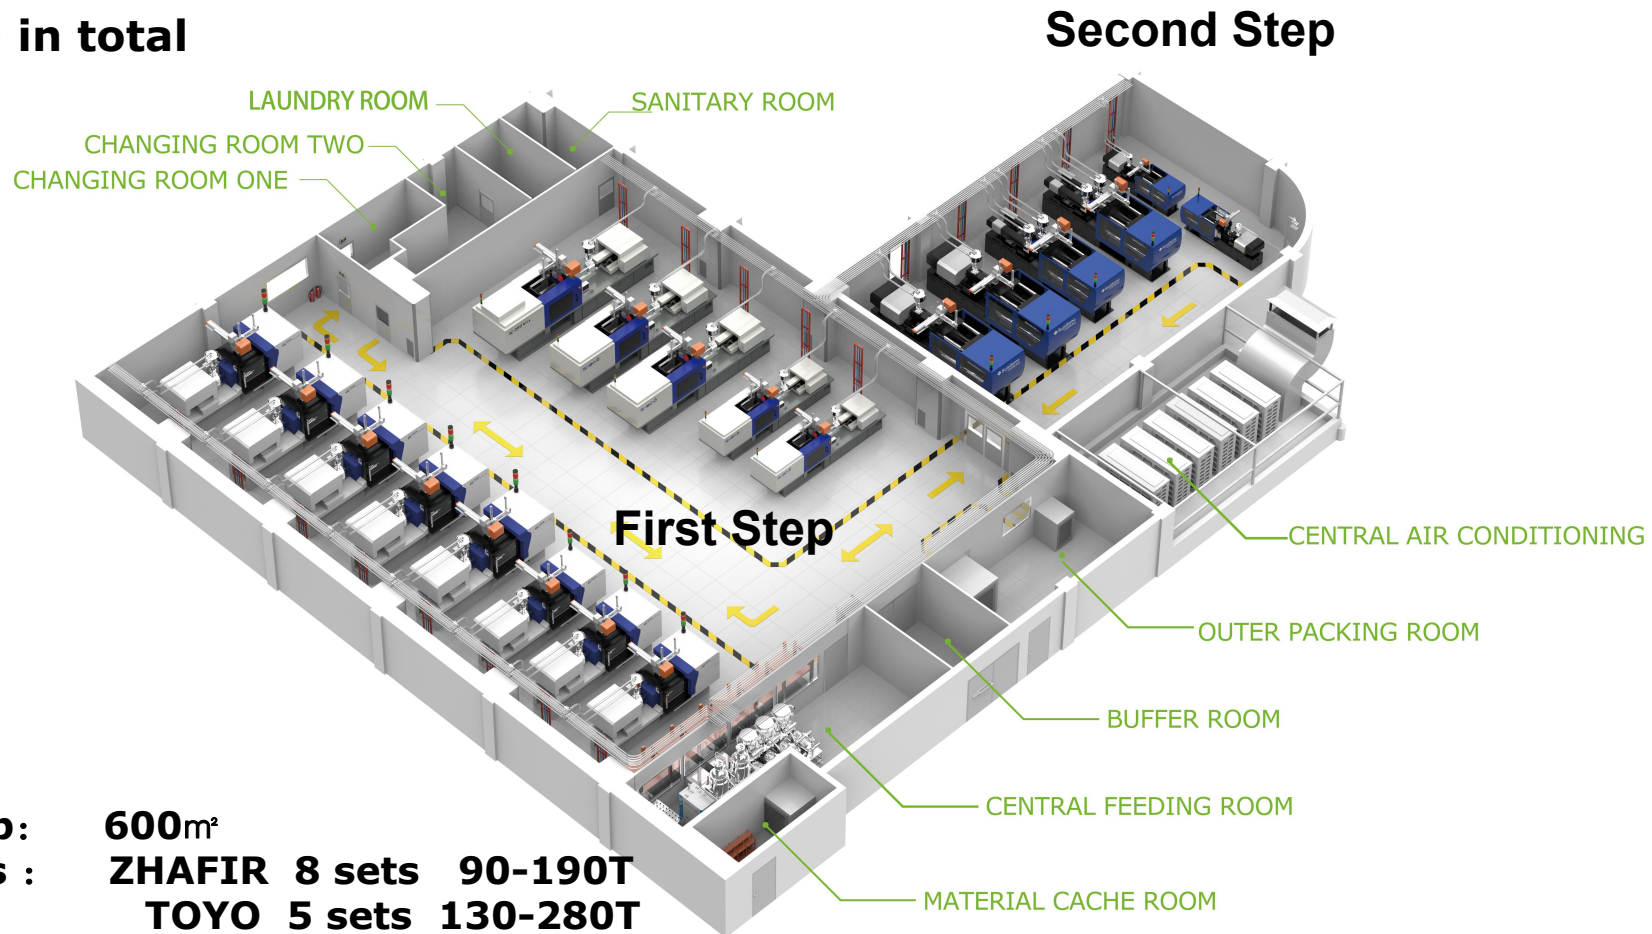 in total
Second Step
LAUNDRY ROOM
SANITARY ROOM
CHANGING ROOM TWO
CHANGING ROOM ONE
First Step
CENTRAL AIR CONDITIONING
OUTER PACKING ROOM
BUFFER ROOM
CENTRAL FEEDING ROOM
MATERIAL CACHE ROOM
: 600㎡
s : ZHAFIR 8 sets 90-190T
TOYO 5 sets 130-280T